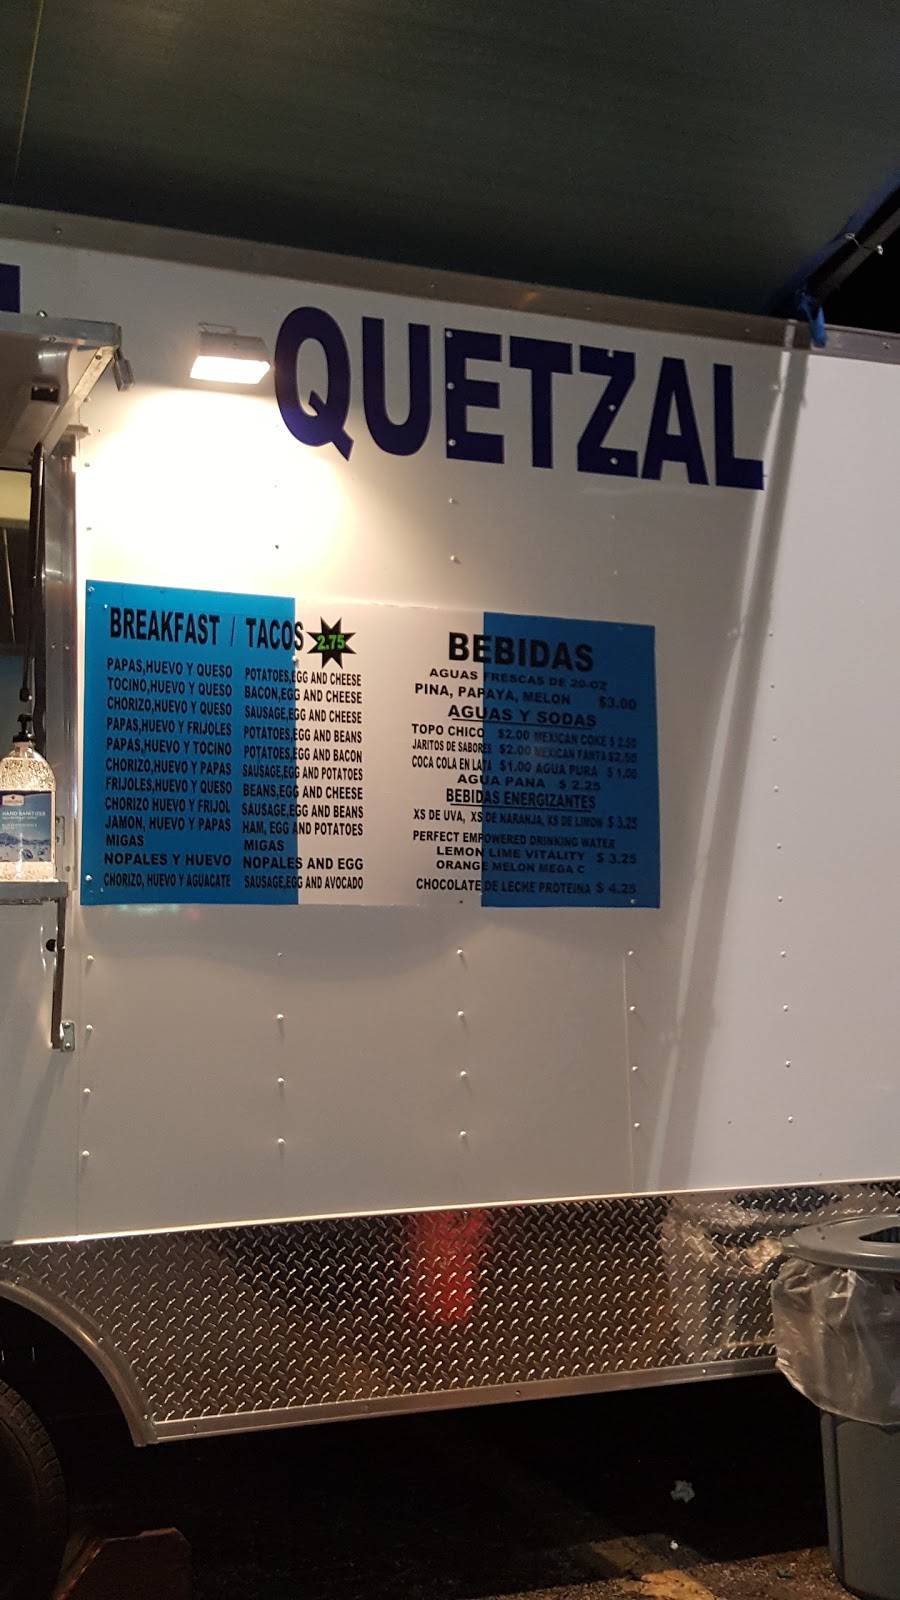 QUETZAL
BREAKFAST / TACOS 2.75
PAPAS,HUEVO Y QUESO POTATOES,EGG AND CHEESE
TOCINO,HUEVO Y QUESO BACON,EGG AND CHEESE
CHORIZO,HUEVO Y QUESO SAUSAGE,EGG AND CHEESE
PAPAS,HUEVO Y FRIJOLES POTATOES,EGG AND BEANS
PAPAS,HUEVO Y TOCINO POTATOES,EGG AND BACON
CHORIZO,HUEVO Y PAPAS SAUSAGE,EGG AND POTATOES
FRIJOLES,HUEVO Y QUESO BEANS,EGG AND CHEESE
CHORIZO HUEVO Y FRIJOL SAUSAGE,EGG AND BEANS
JAMON, HUEVO Y PAPAS HAM, EGG AND POTATOES
MIGAS MIGAS
NOPALES Y HUEVO NOPALES AND EGG
CHORIZO, HUEVO Y AGUACATE SAUSAGE,EGG AND AVOCADO
BEBIDAS
AGUAS FRESCAS DE 20-OZ
PINA, PAPAYA, MELON $3.00
AGUAS Y SODAS
TOPO CHICO $2.00 MEXICAN COKE $ 2.50
JARITOS DE SABORES $2.00 MEXICAN FANTA $2.50
COCA COLA EN LATA $1.00 AGUA PURA $ 1.00
AGUA PANA $ 2.25
BEBIDAS ENERGIZANTES
XS DE UVA, XS DE NARANJA, XS DE LIMON $ 3.25
PERFECT EMPOWERED DRINKING WATER
LEMON LIME VITALITY $ 3.25
ORANGE MELON MEGA C
CHOCOLATE DE LECHE PROTEINA $ 4.25
HAND SANITIZER